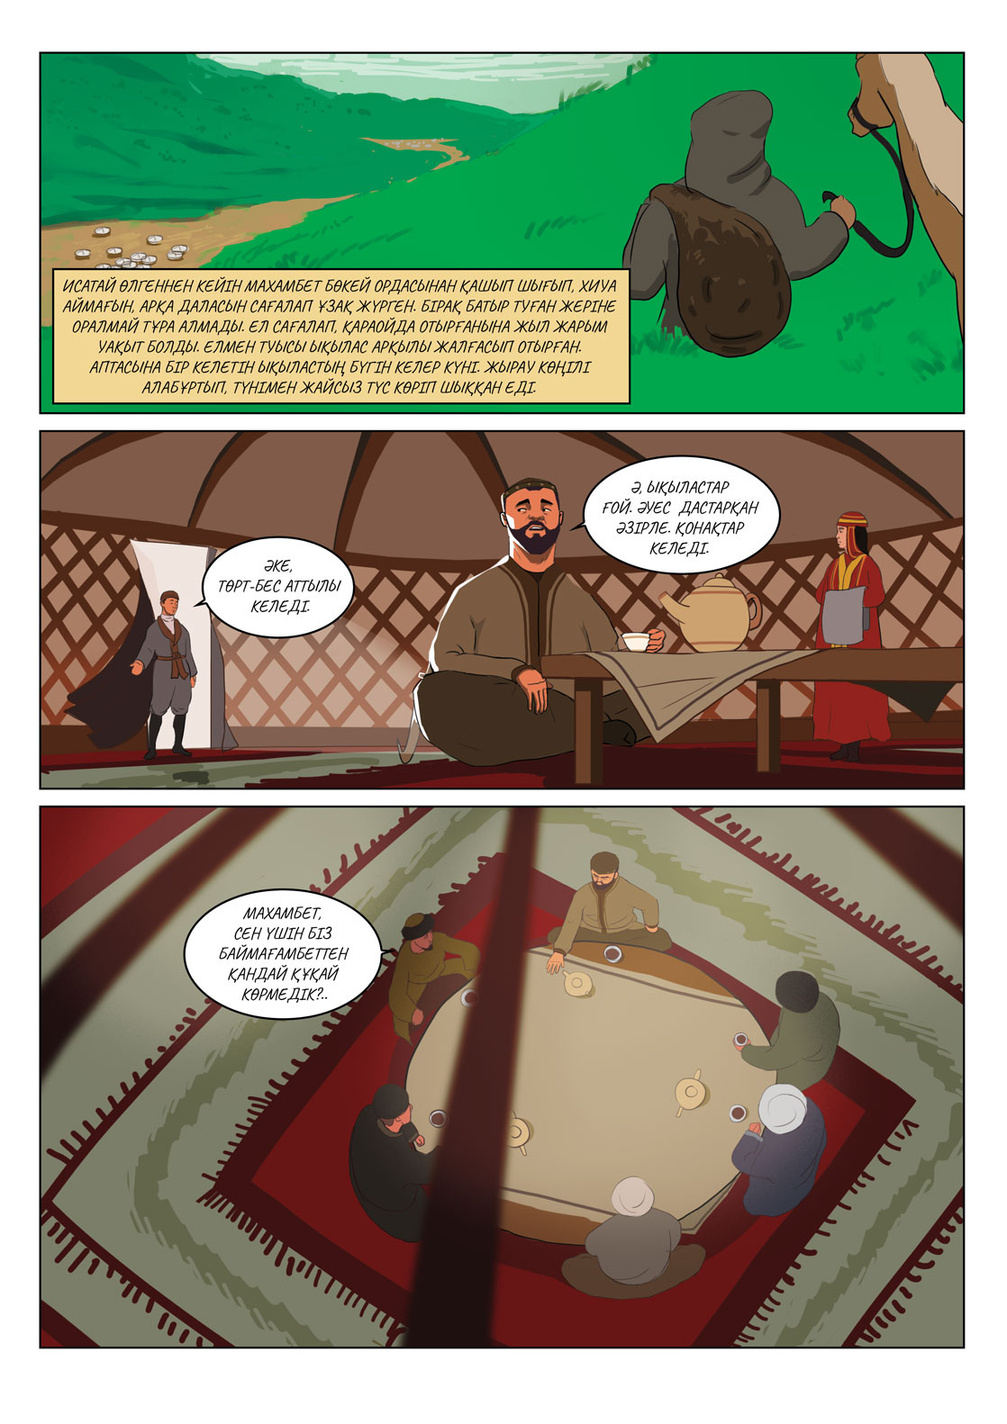 ИСАТАЙ ӨЛГЕННЕН КЕЙІН МАХАМБЕТ БӨКЕЙ ОРДАСЫНАН ҚАШЫП ШЫҒЫП, ХИУА
АЙМАҒЫН, АРҚА ДАЛАСЫН САҒАЛАП ҰЗАҚ ЖҮРГЕН. БІРАҚ БАТЫР ТУҒАН ЖЕРІНЕ
ОРАЛМАЙ ТҰРА АЛМАДЫ. ЕЛ САҒАЛАП, ҚАРАОЙДА ОТЫРҒАНЫНА ЖЫЛ ЖАРЫМ
УАҚЫТ БОЛДЫ. ЕЛМЕН ТУЫСЫ ЫҚЫЛАС АРҚЫЛЫ ЖАЛҒАСЫП ОТЫРҒАН.
АПТАСЫНА БІР КЕЛЕТІН ЫҚЫЛАСТЫҢ БҮГІН КЕЛЕР КҮНІ. ЖЫРАУ КӨҢІЛІ
АЛАБҰРТЫП, ТҮНІМЕН ЖАЙСЫЗ ТҮС КӨРІП ШЫҚҚАН ЕДІ.
ӘКЕ,
ТӨРТ-БЕС АТТЫЛЫ
КЕЛЕДІ.
Ә, ЫҚЫЛАСТАР
ҒОЙ. ӘУЕС ДАСТАРҚАН
ӘЗІРЛЕ. ҚОНАҚТАР
КЕЛЕДІ.
МАХАМБЕТ,
СЕН ҮШІН БІЗ
БАЙМАҒАМБЕТТЕН
ҚАНДАЙ ҚҰҚАЙ
КӨРМЕДІК?..